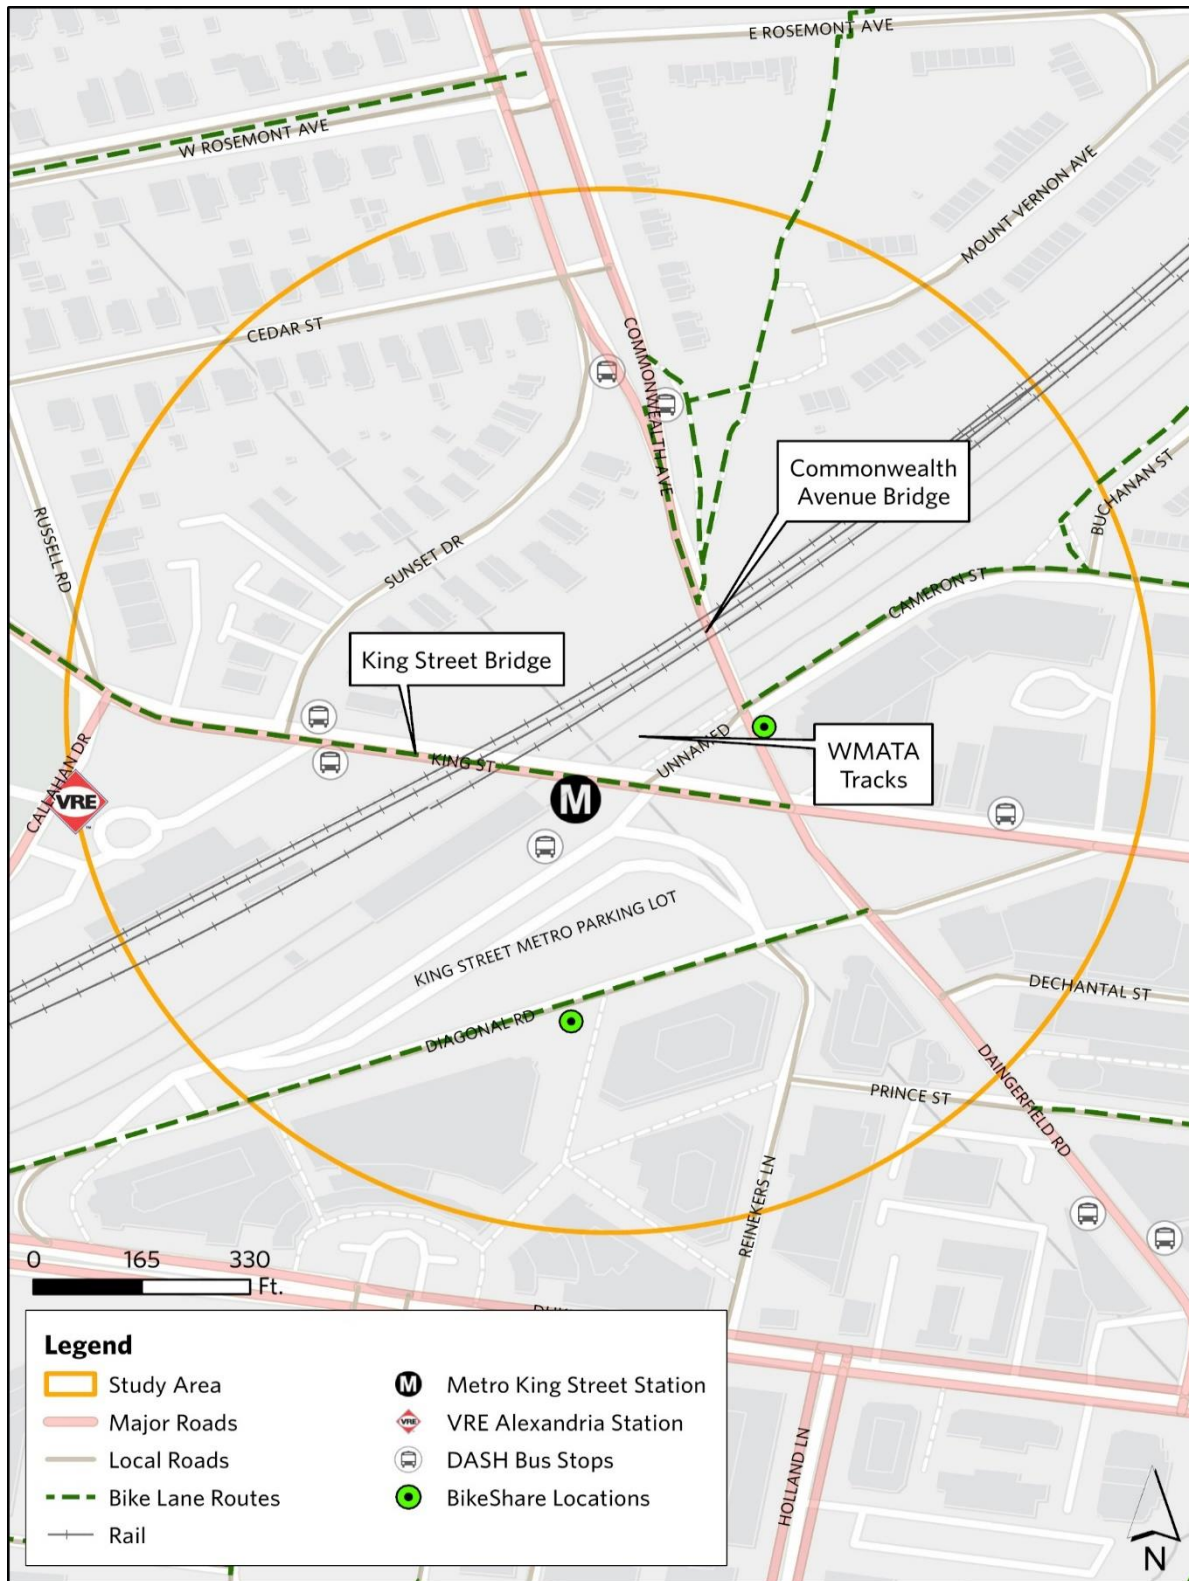 E ROSEMONT AVE
W ROSEMONT AVE
MOUNT VERNON AVE
CEDAR ST
COMMONWEALTH AVE
Commonwealth
Avenue Bridge
BUCHANAN ST
RUSSELL RD
SUNSET DR
CAMERON ST
King Street Bridge
UNNAMED
WMATA
Tracks
KING ST
CALLAHAN DR
VRE
M
KING STREET METRO PARKING LOT
DECHANTAL ST
DIAGONAL RD
DAINGERFIELD RD
PRINCE ST
REINEKERS LN
0 165 330
Ft.
Legend
Study Area
Major Roads
Local Roads
Bike Lane Routes
Rail
M Metro King Street Station
VRE VRE Alexandria Station
DASH Bus Stops
BikeShare Locations
HOLLAND LN
N